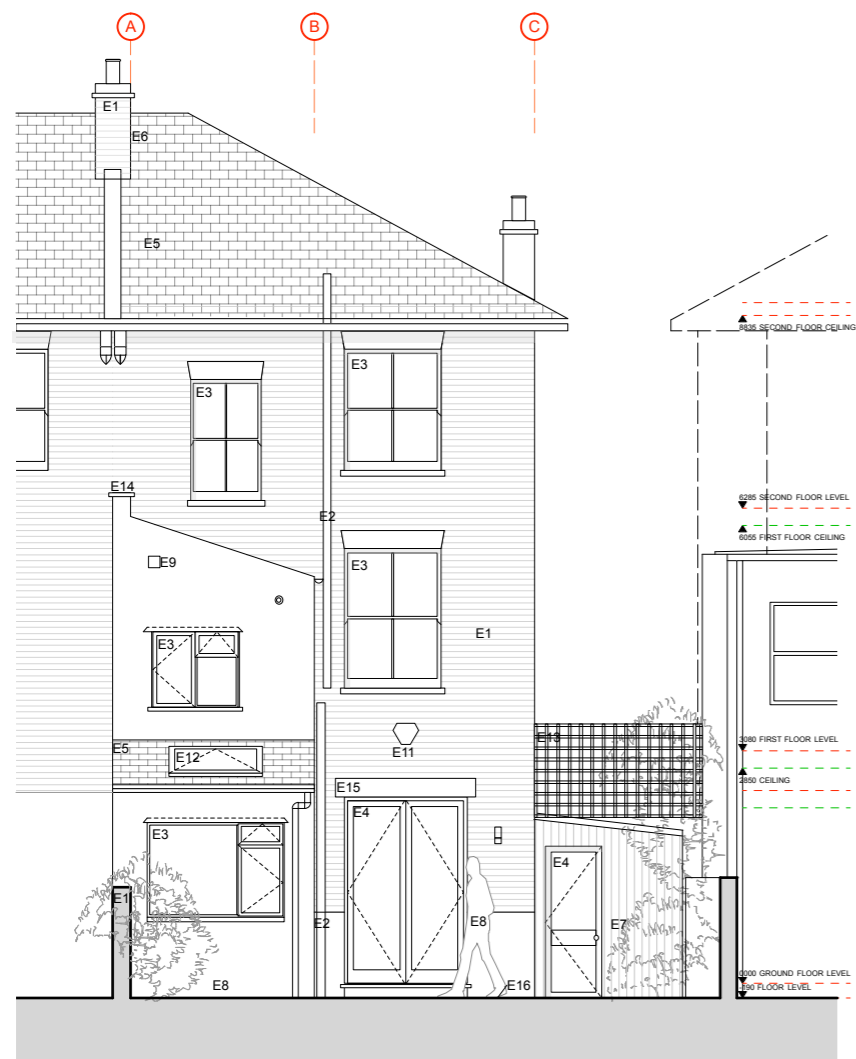 A B C
E1
E6
E5
8835 SECOND FLOOR CEILING
E3
E3
E14
6285 SECOND FLOOR LEVEL
E2
6055 FIRST FLOOR CEILING
E9
E3
E1
E3
E5
E12
E11
E13
3080 FIRST FLOOR LEVEL
2850 CEILING
E15
E4
E3
E4
E1
E2
E8
E7
0000 GROUND FLOOR LEVEL
E8
E16
-190 FLOOR LEVEL